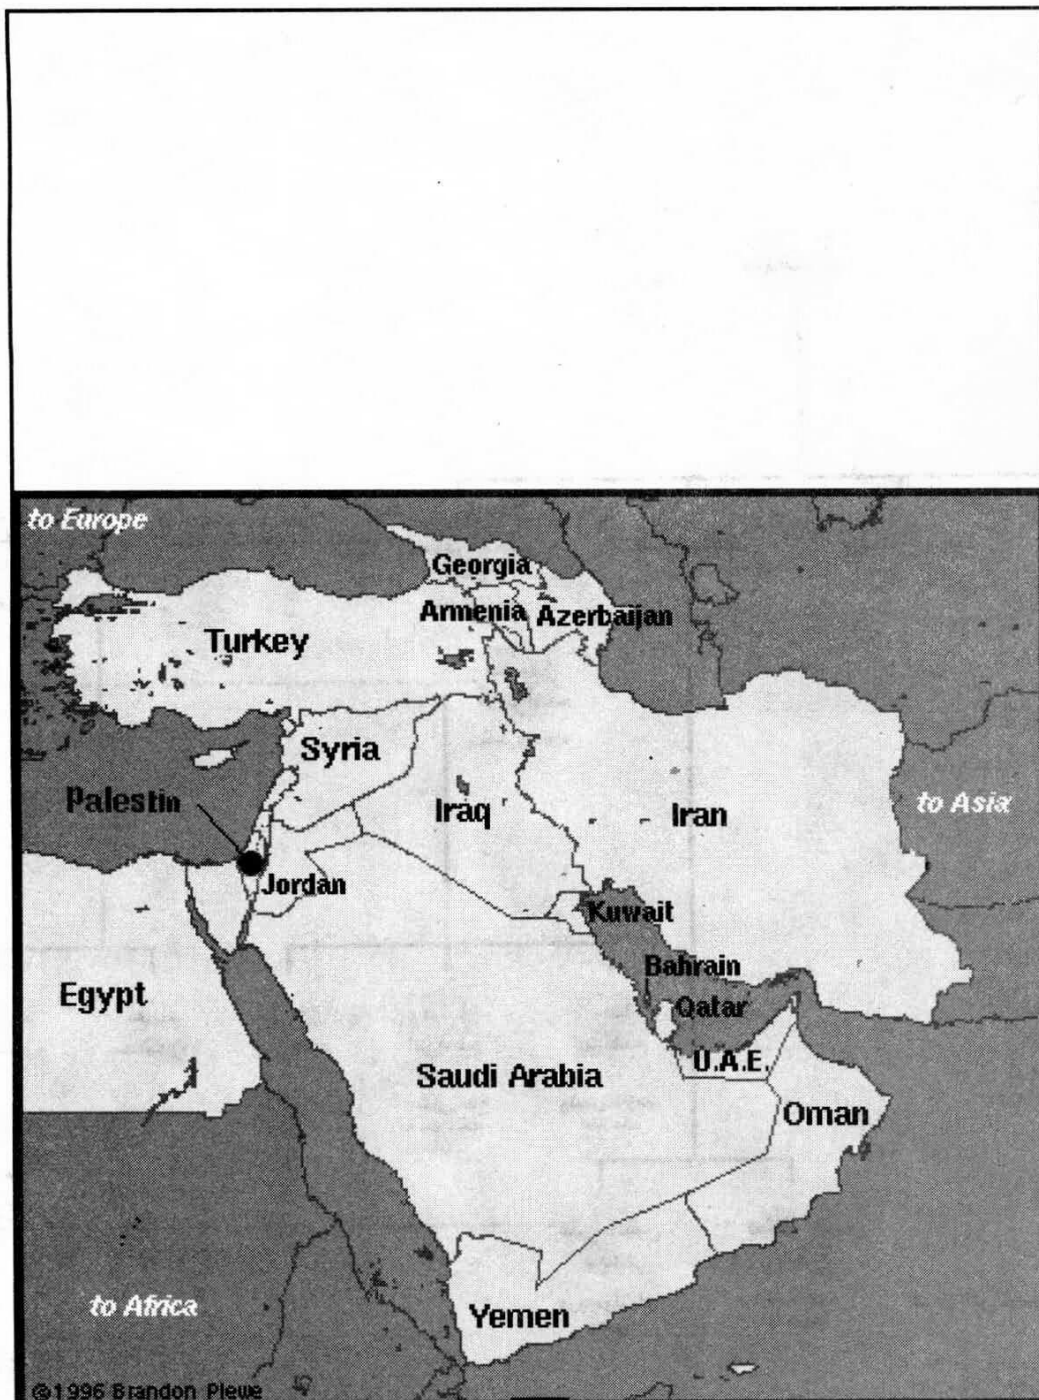 to Europe
Georgia
Armenia
Azerbaijan
Turkey
Syria
Palestin
Iraq
Iran
to Asia
Jordan
Kuwait
Bahrain
Egypt
Qatar
U.A.E.
Saudi Arabia
Oman
to Africa
Yemen
©1996 Brandon Plewe